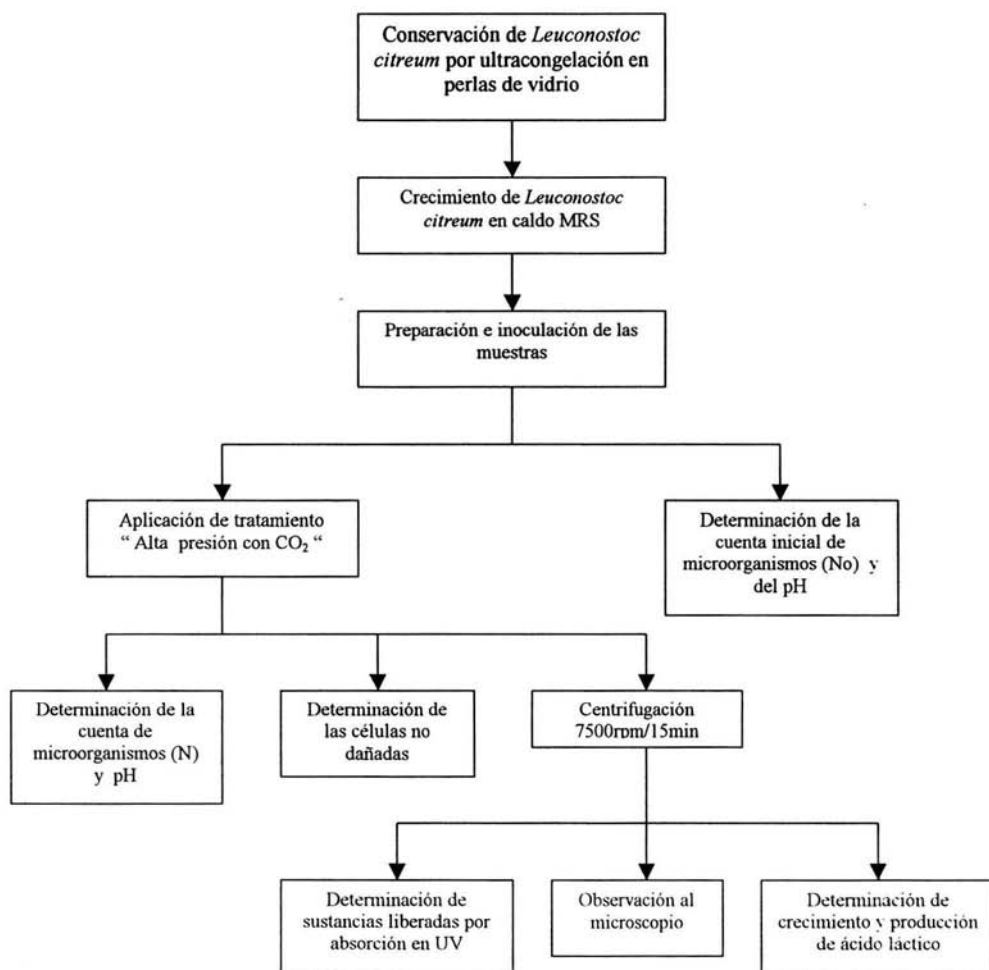 Conservación de Leuconostoc
citreum por ultracongelación en
perlas de vidrio
Crecimiento de Leuconostoc
citreum en caldo MRS
Preparación e inoculación de las
muestras
Aplicación de tratamiento
“ Alta presión con CO₂ “
Determinación de la
cuenta inicial de
microorganismos (No) y
del pH
Determinación de la
cuenta de
microorganismos (N)
y pH
Determinación de
las células no
dañadas
Centrifugación
7500rpm/15min
Determinación de
sustancias liberadas por
absorción en UV
Observación al
microscopio
Determinación de
crecimiento y producción
de ácido láctico